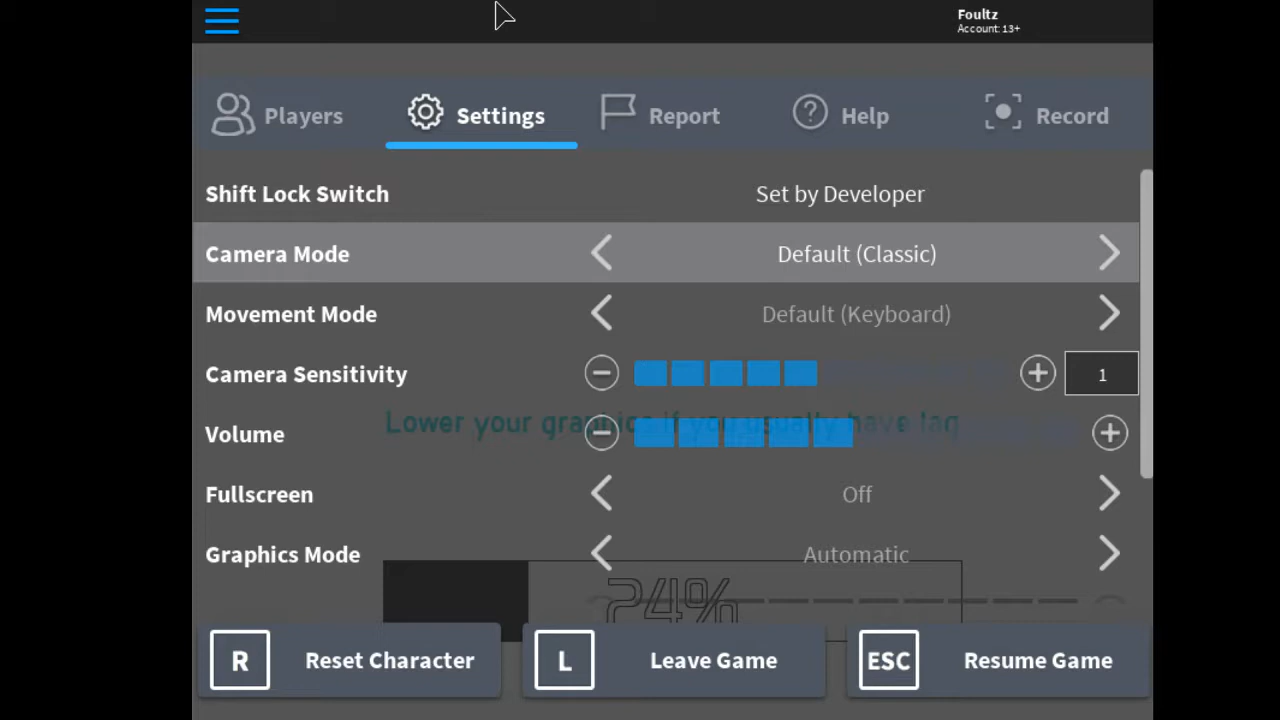 Foultz
Account: 13+
Players
Settings
Report
Help
Record
Shift Lock Switch
Set by Developer
Camera Mode
Default (Classic)
Movement Mode
Default (Keyboard)
Camera Sensitivity
1
Lower your graphics if you usually have lag
Volume
Fullscreen
Off
Graphics Mode
Automatic
24%
R
Reset Character
L
Leave Game
ESC
Resume Game